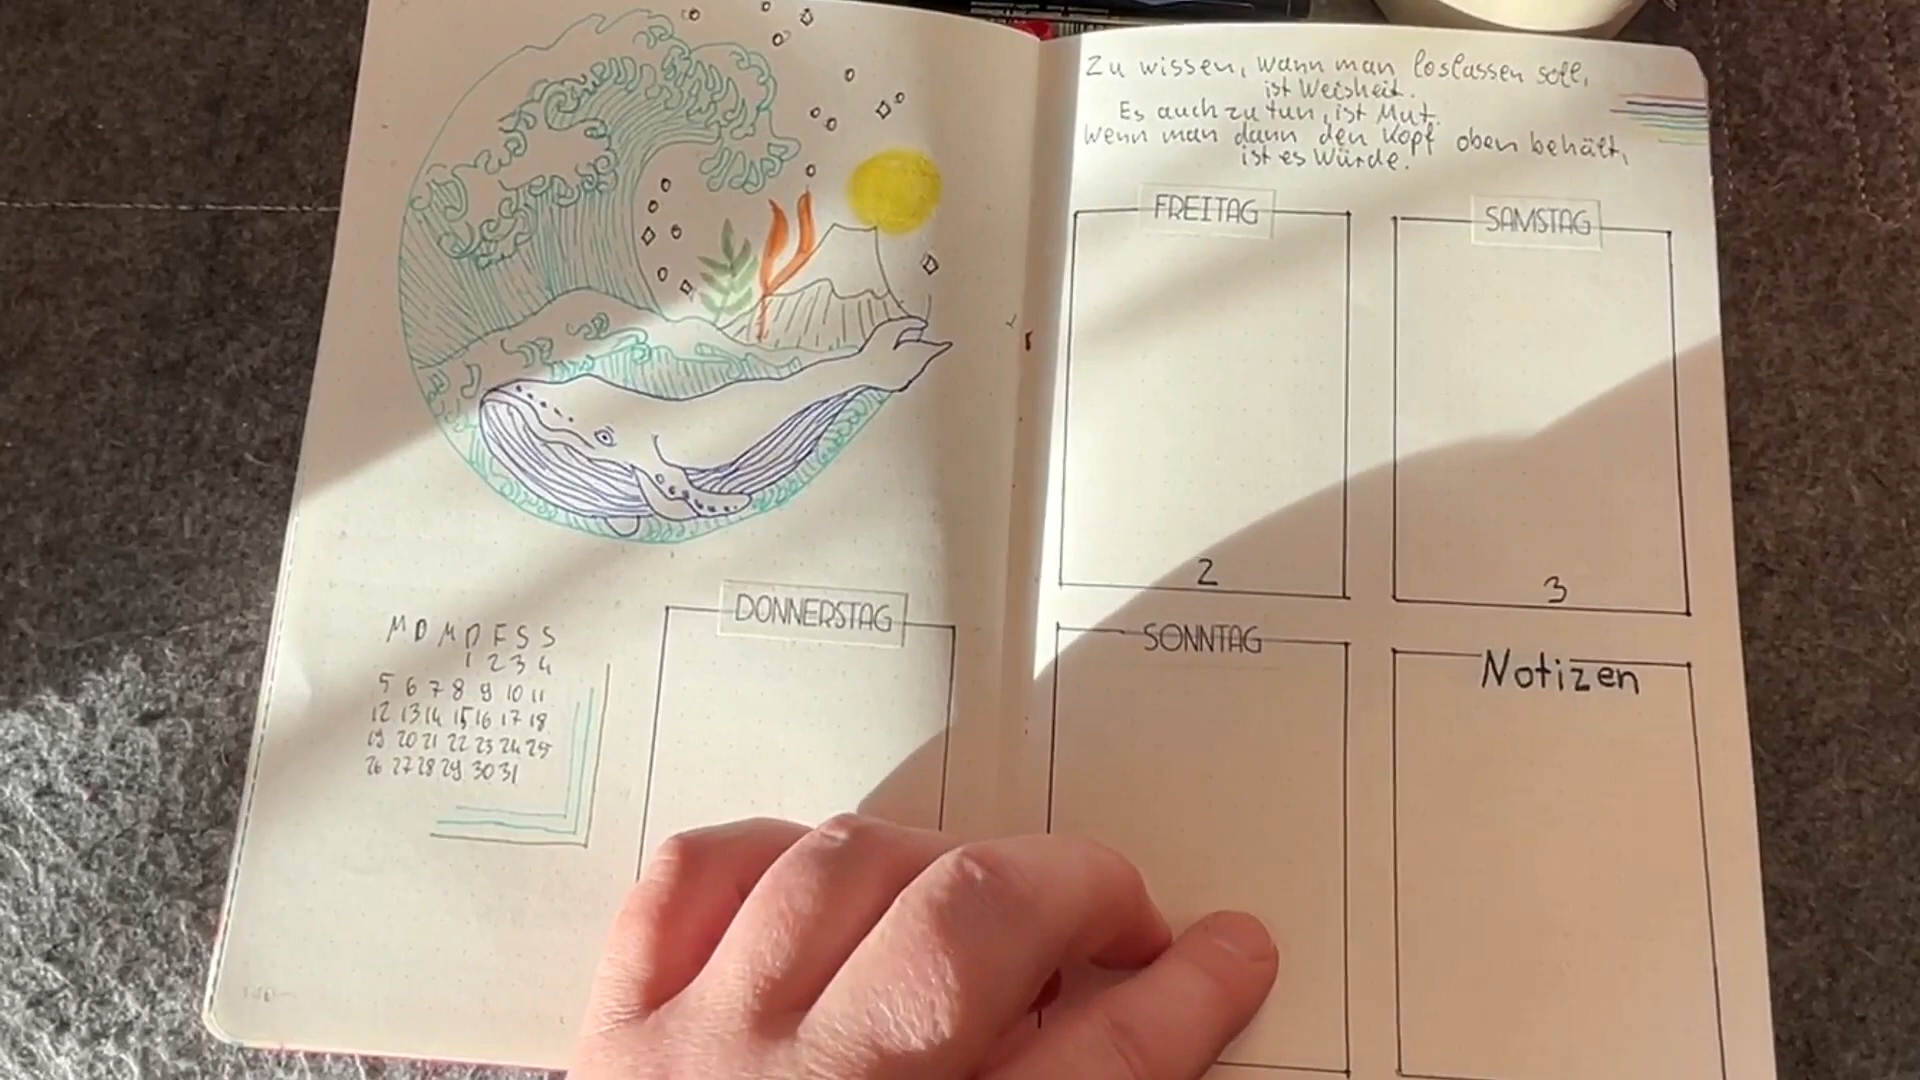 Zu wissen, wann man loslassen soll,
ist Weisheit.
Es auch zu tun, ist Mut.
Wenn man dann den Kopf oben behält,
ist es Würde!
FREITAG
SAMSTAG
2
3
M D M D F S S
1 2 3 4
5 6 7 8 9 10 11
12 13 14 15 16 17 18
19 20 21 22 23 24 25
26 27 28 29 30 31
DONNERSTAG
SONNTAG
Notizen